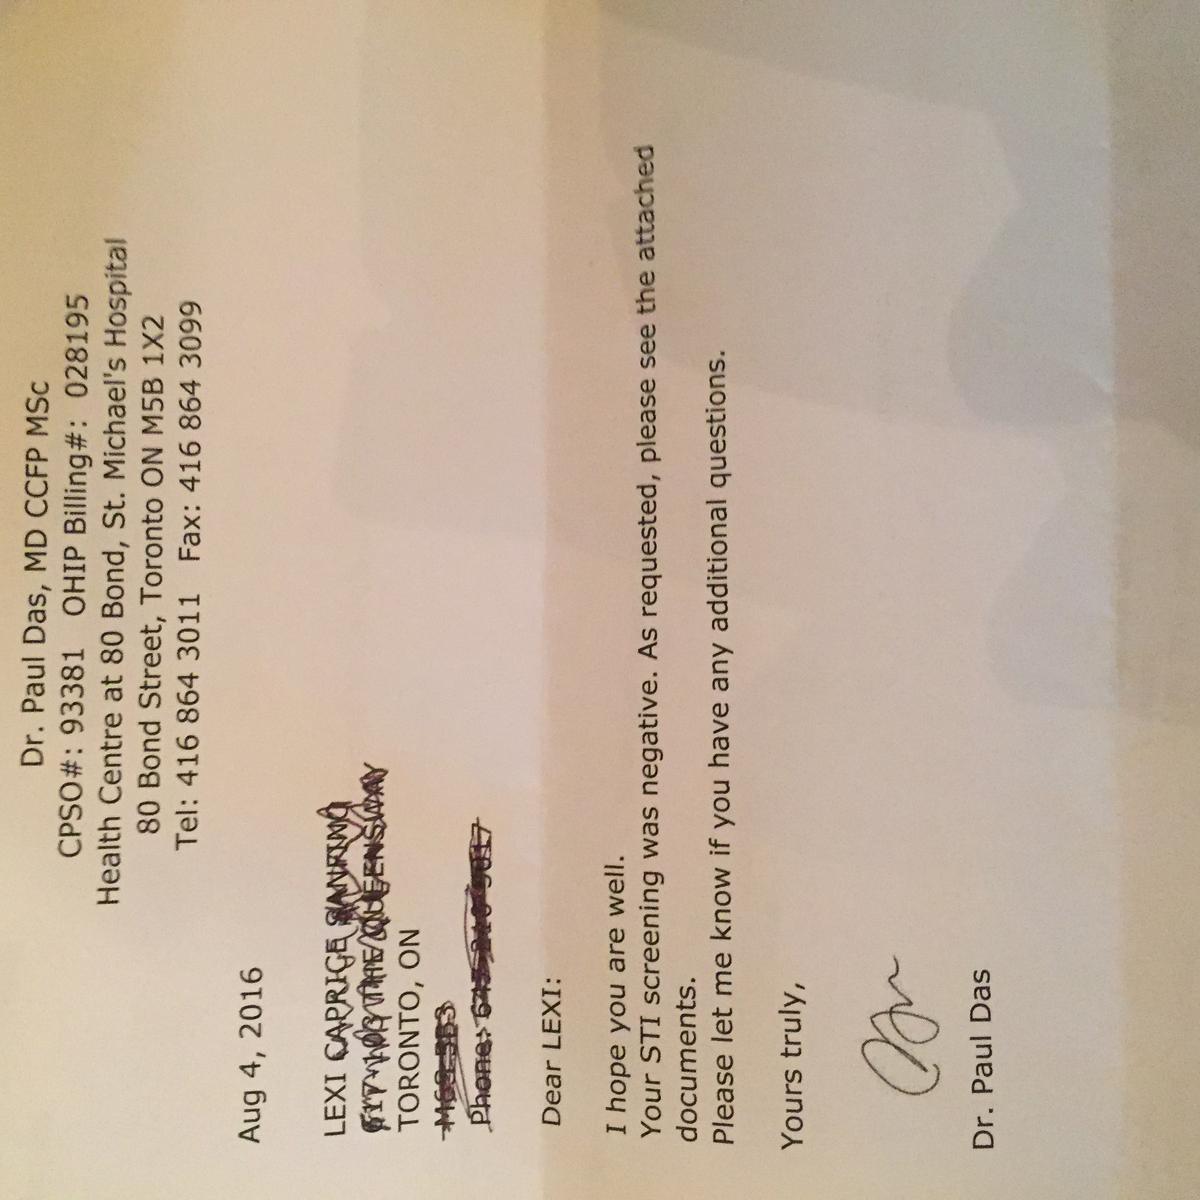 Dr. Paul Das, MD CCFP MSc
CPSO#: 93381 OHIP Billing#: 028195
Health Centre at 80 Bond, St. Michael's Hospital
80 Bond Street, Toronto ON M5B 1X2
Tel: 416 864 3011 Fax: 416 864 3099
Aug 4, 2016
LEXI
TORONTO, ON
Phone:
Dear LEXI:
I hope you are well.
Your STI screening was negative. As requested, please see the attached
documents.
Please let me know if you have any additional questions.
Yours truly,
Dr. Paul Das